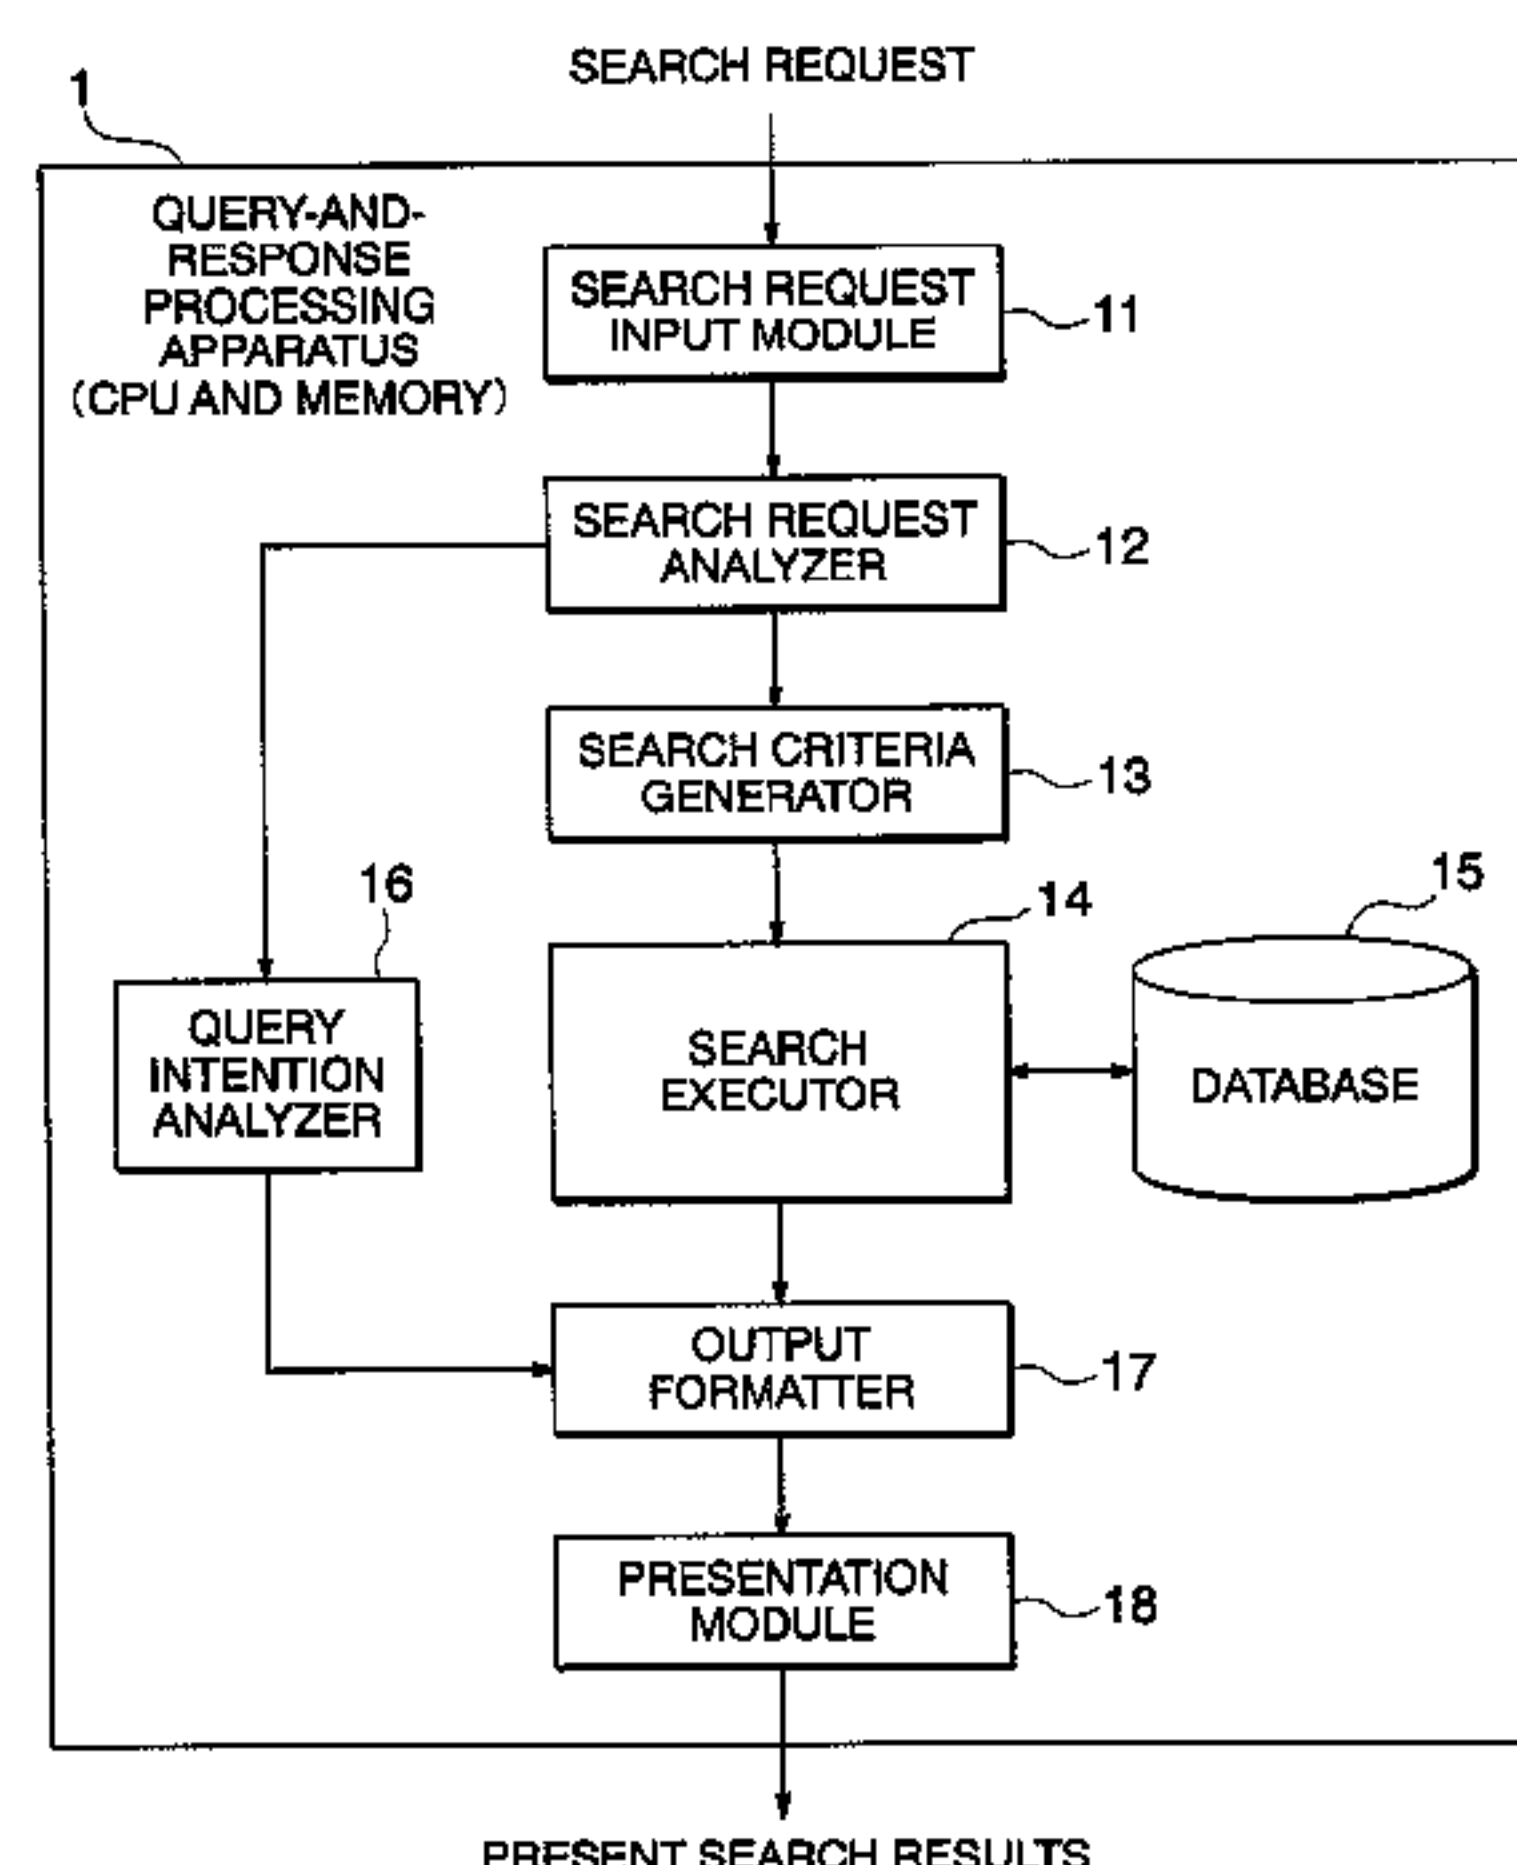 SEARCH REQUEST
1
QUERY-AND-
RESPONSE
PROCESSING
APPARATUS
(CPU AND MEMORY)
SEARCH REQUEST
INPUT MODULE
11
SEARCH REQUEST
ANALYZER
12
SEARCH CRITERIA
GENERATOR
13
16
14
15
QUERY
INTENTION
ANALYZER
SEARCH
EXECUTOR
DATABASE
OUTPUT
FORMATTER
17
PRESENTATION
MODULE
18
PRESENT SEARCH RESULTS